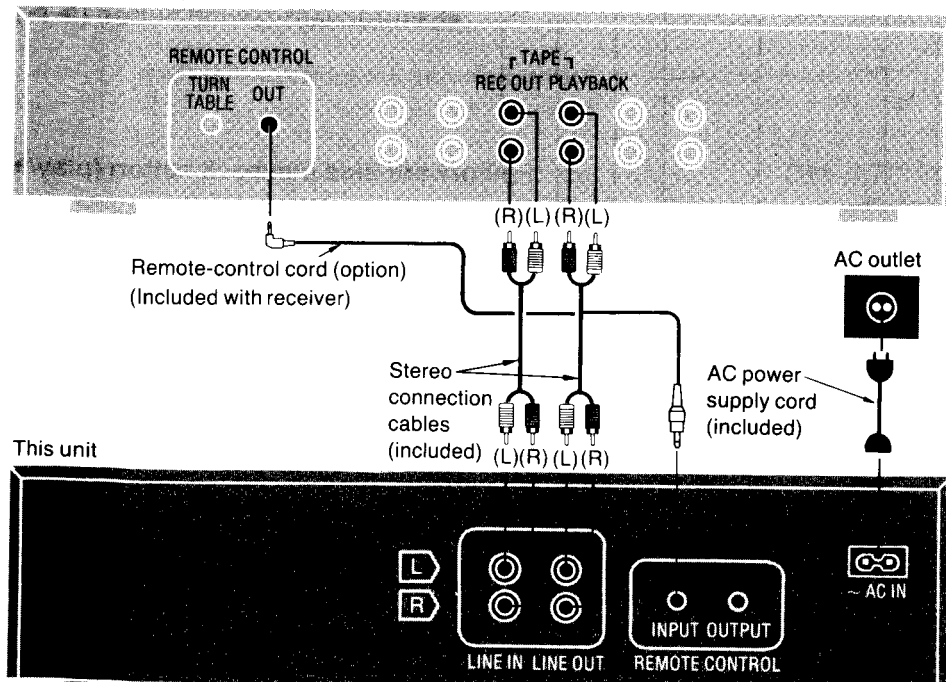 REMOTE CONTROL
TURN
TABLE
OUT
TAPE
REC OUT PLAYBACK
(R)(L)(R)(L)
Remote-control cord (option)
(Included with receiver)
AC outlet
Stereo
connection
cables
(included)
(L)(R)(L)(R)
AC power
supply cord
(included)
This unit
L
R
LINE IN LINE OUT
INPUT OUTPUT
REMOTE CONTROL
~ AC IN